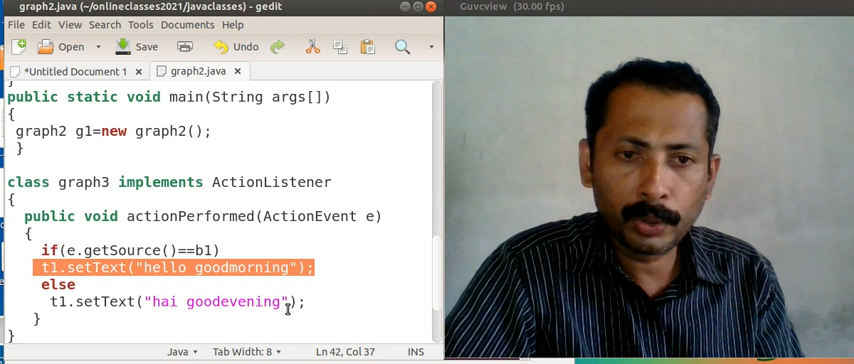 graph2.java (~/onlineclasses2021/javaclasses) - gedit
Guvcview (30.00 fps)
File Edit View Search Tools Documents Help
Open Save Undo
*Untitled Document 1 × graph2.java ×
public static void main(String args[])
{
graph2 g1=new graph2();
}
class graph3 implements ActionListener
{
public void actionPerformed(ActionEvent e)
{
if(e.getSource()==b1)
t1.setText("hello goodmorning");
else
t1.setText("hai goodevening");
}
}
Java Tab Width: 8 Ln 42, Col 37 INS